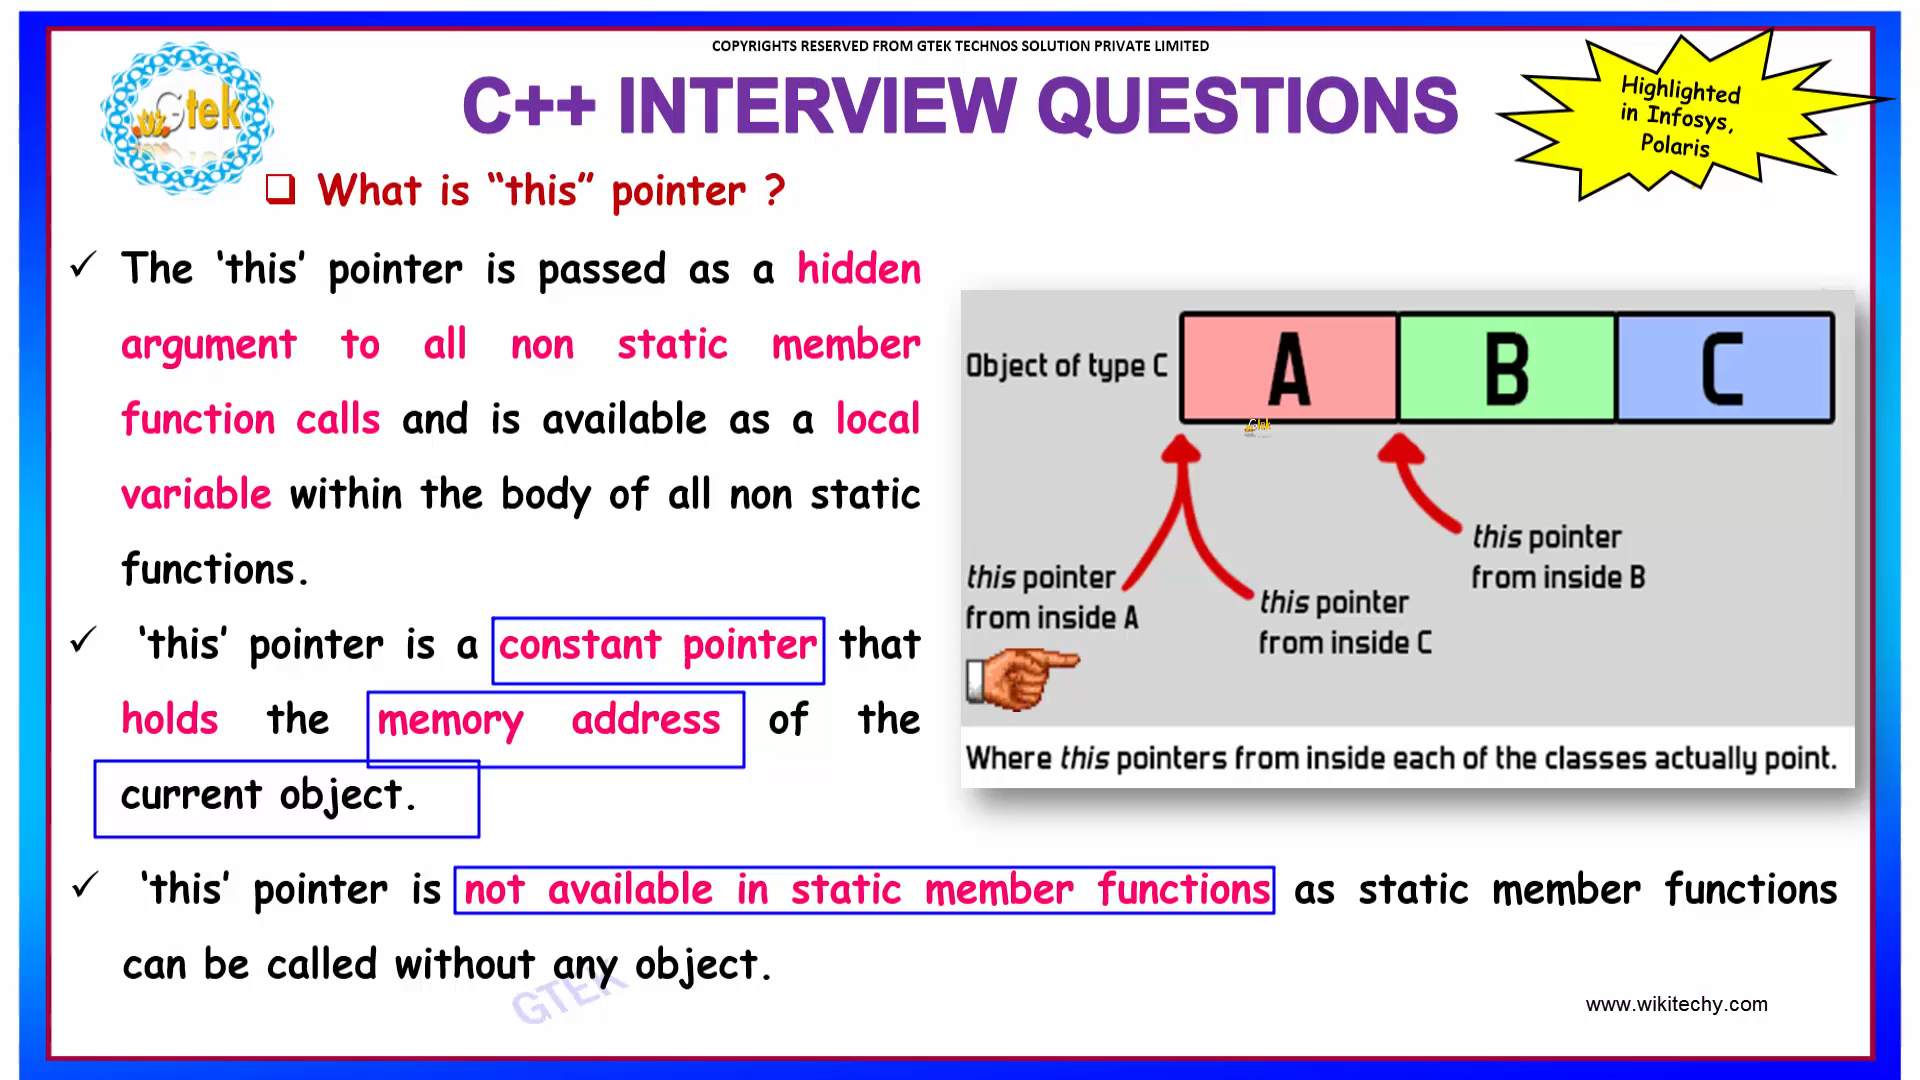 COPYRIGHTS RESERVED FROM GTEK TECHNOS SOLUTION PRIVATE LIMITED
Gtek
C++ INTERVIEW QUESTIONS
Highlighted
in Infosys,
Polaris
What is “this” pointer ?
The ‘this’ pointer is passed as a hidden
argument to all non static member
function calls and is available as a local
variable within the body of all non static
functions.
‘this’ pointer is a constant pointer that
holds the memory address of the
current object.
Object of type C
A B C
Gtek
this pointer
from inside B
this pointer
from inside A
this pointer
from inside C
Where this pointers from inside each of the classes actually point.
‘this’ pointer is not available in static member functions as static member functions
can be called without any object.
GTEK
www.wikitechy.com